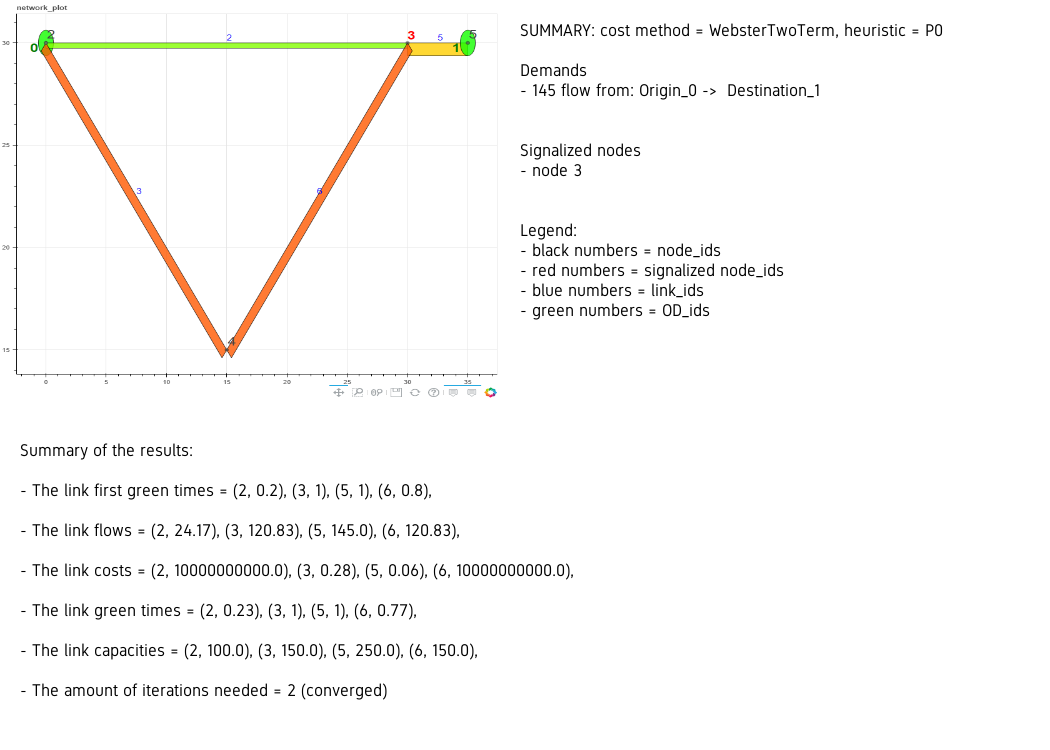 network_plot
30
25
20
15
0
5
10
15
20
25
30
35
0
2
2
3
5
1
5
3
6
4
SUMMARY: cost method = WebsterTwoTerm, heuristic = P0
Demands
- 145 flow from: Origin_0 -> Destination_1
Signalized nodes
- node 3
Legend:
- black numbers = node_ids
- red numbers = signalized node_ids
- blue numbers = link_ids
- green numbers = OD_ids
Summary of the results:
- The link first green times = (2, 0.2), (3, 1), (5, 1), (6, 0.8),
- The link flows = (2, 24.17), (3, 120.83), (5, 145.0), (6, 120.83),
- The link costs = (2, 10000000000.0), (3, 0.28), (5, 0.06), (6, 10000000000.0),
- The link green times = (2, 0.23), (3, 1), (5, 1), (6, 0.77),
- The link capacities = (2, 100.0), (3, 150.0), (5, 250.0), (6, 150.0),
- The amount of iterations needed = 2 (converged)